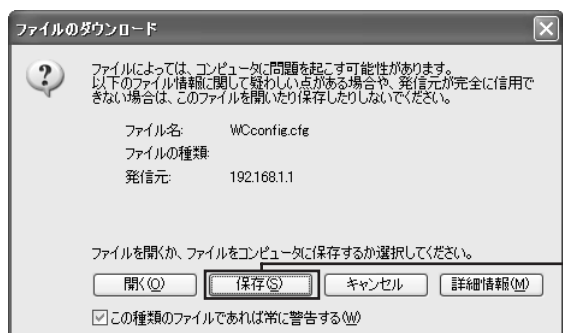 ファイルのダウンロード
ファイルによっては、コンピュータに問題を起こす可能性があります。
以下のファイル情報に関して疑わしい点がある場合や、発信元が完全に信用で
きない場合は、このファイルを開いたり保存したりしないでください。
ファイル名: WCconfig.cfg
ファイルの種類:
発信元: 192.168.1.1
ファイルを開くか、ファイルをコンピュータに保存するか選択してください。
開く(O) 保存(S) キャンセル 詳細情報(M)
この種類のファイルであれば常に警告する(W)